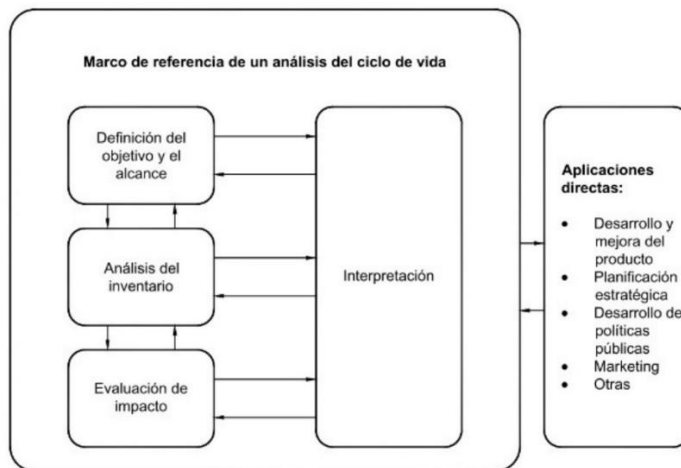 Marco de referencia de un análisis del ciclo de vida
Definición del
objetivo y el
alcance
Análisis del
inventario
Evaluación de
impacto
Interpretación
Aplicaciones
directas:
• Desarrollo y
mejora del
producto
• Planificación
estratégica
• Desarrollo de
políticas
públicas
• Marketing
• Otras